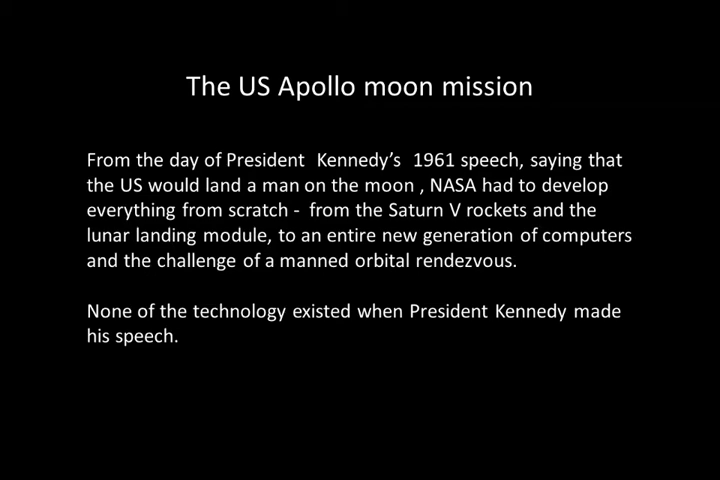 The US Apollo moon mission
From the day of President Kennedy’s 1961 speech, saying that
the US would land a man on the moon , NASA had to develop
everything from scratch - from the Saturn V rockets and the
lunar landing module, to an entire new generation of computers
and the challenge of a manned orbital rendezvous.
None of the technology existed when President Kennedy made
his speech.